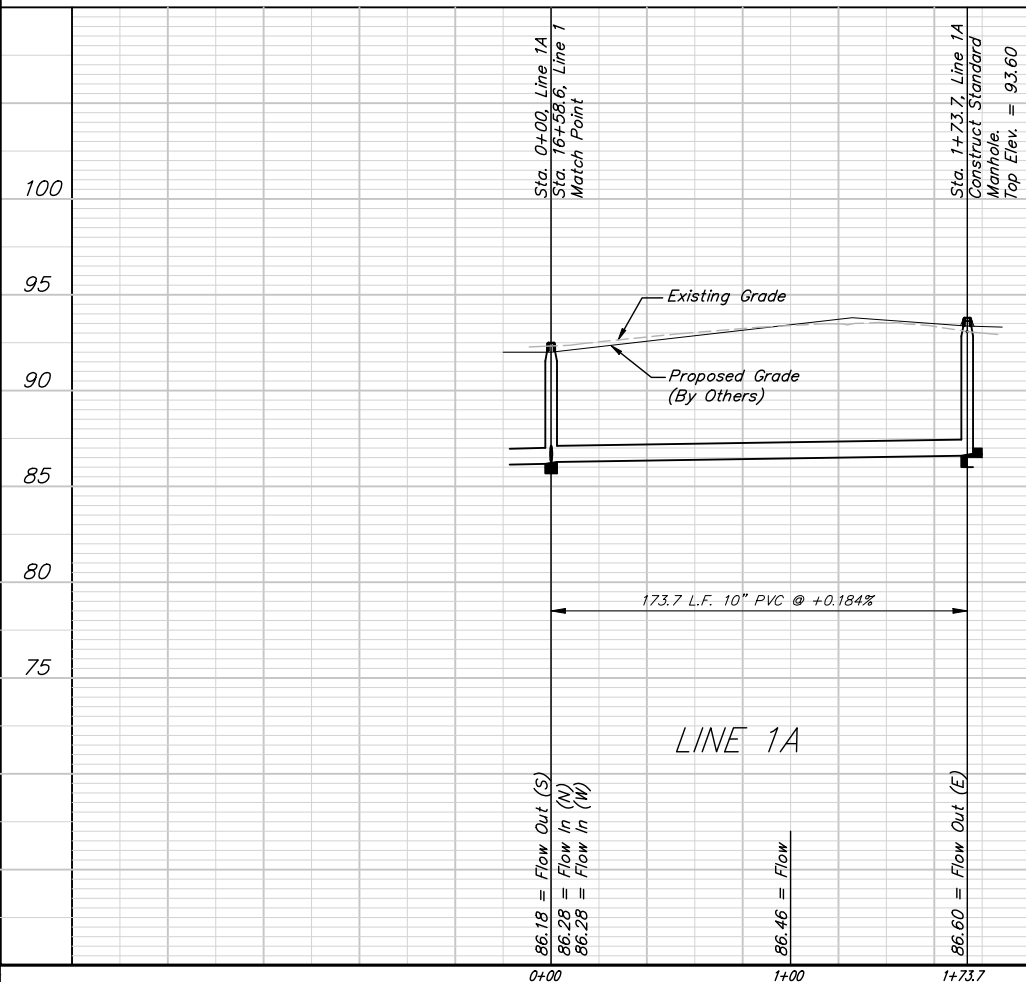 Sta. 0+00, Line 1A
Sta. 16+58.6, Line 1
Match Point
Sta. 1+73.7, Line 1A
Construct Standard
Manhole.
Top Elev. = 93.60
100
95
90
85
80
75
Existing Grade
Proposed Grade
(By Others)
173.7 L.F. 10" PVC @ +0.184%
LINE 1A
86.18 = Flow Out (S)
86.28 = Flow In (N)
86.28 = Flow In (W)
86.46 = Flow
86.60 = Flow Out (E)
0+00
1+00
1+73.7